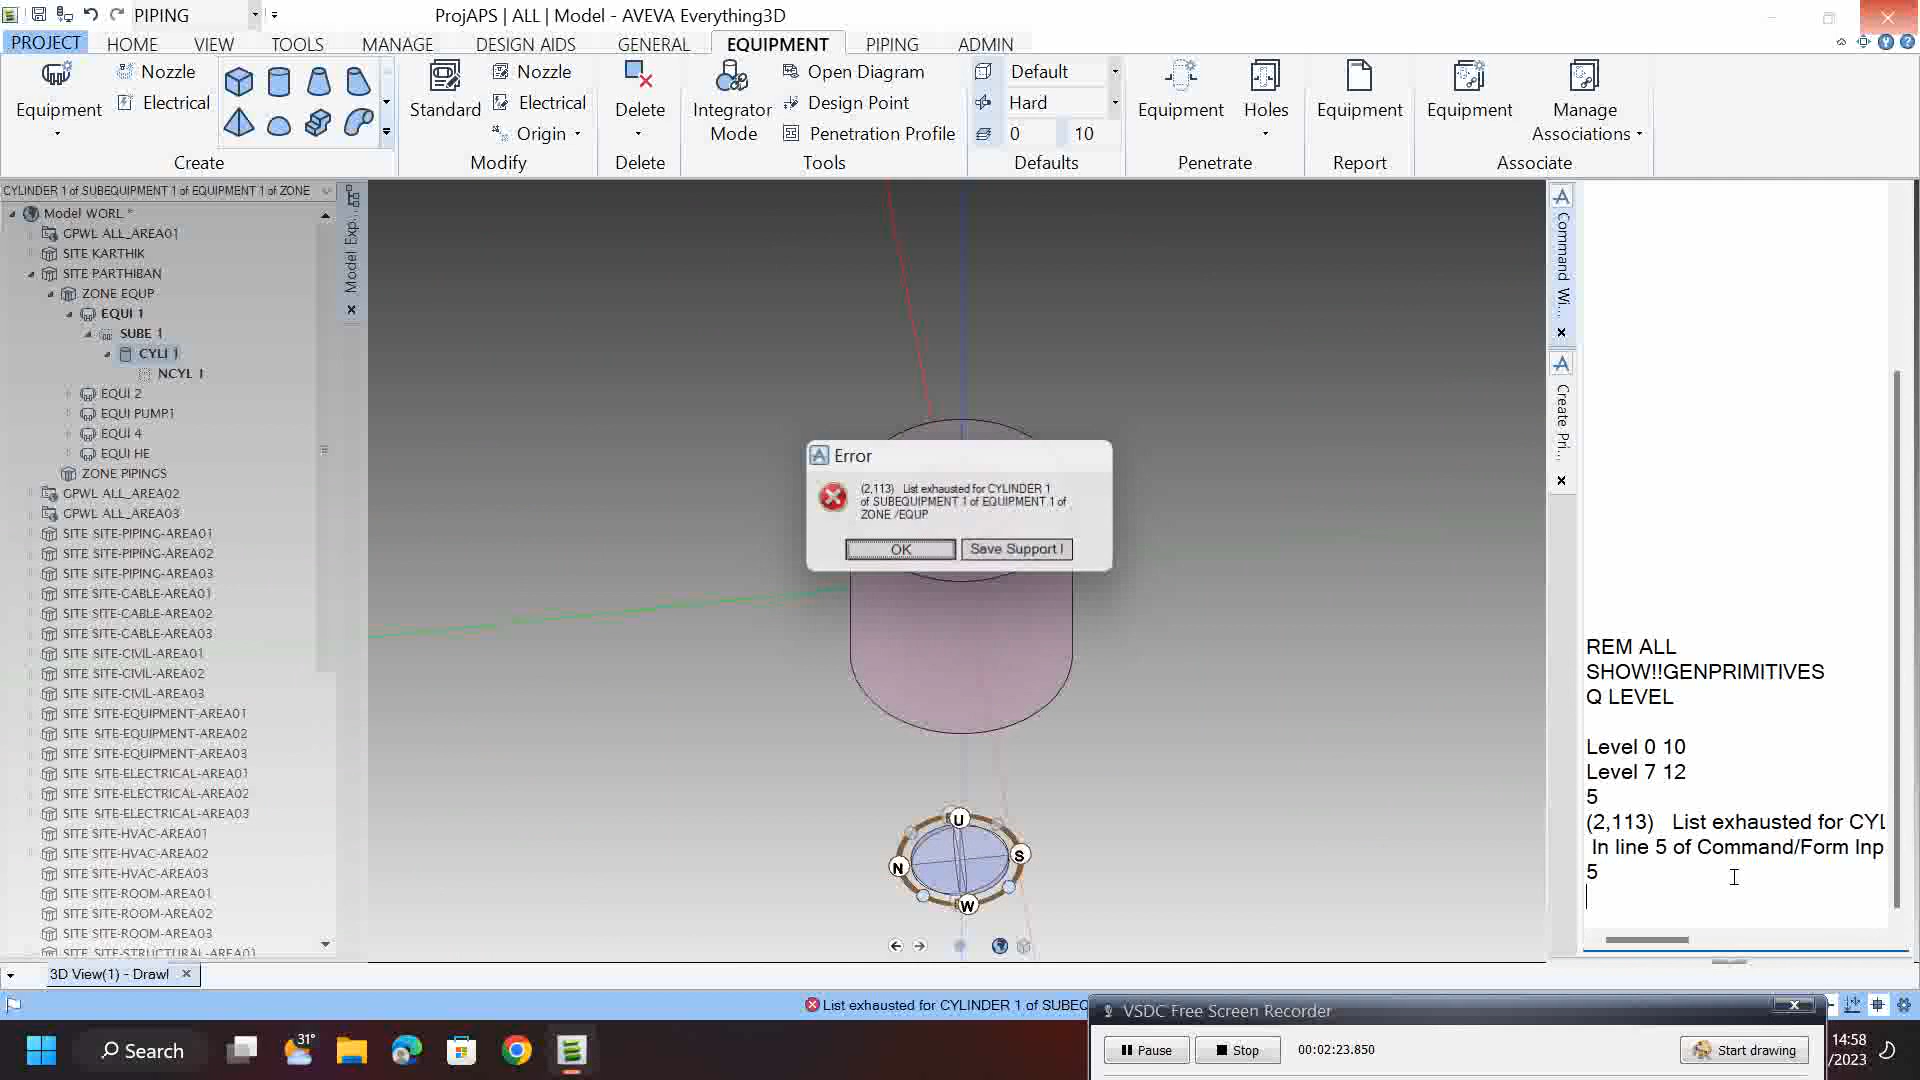 PIPING
ProjAPS | ALL | Model - AVEVA Everything3D
PROJECT
HOME
VIEW
TOOLS
MANAGE
DESIGN AIDS
GENERAL
EQUIPMENT
PIPING
ADMIN
Equipment
Nozzle
Electrical
Create
Standard
Nozzle
Electrical
Origin
Modify
Delete
Delete
Integrator Mode
Open Diagram
Design Point
Penetration Profile
Tools
Default
Hard
0 10
Defaults
Equipment
Holes
Penetrate
Equipment
Report
Equipment
Manage Associations
Associate
CYLINDER 1 of SUBEQUIPMENT 1 of EQUIPMENT 1 of ZONE
Model WORL *
GPWL ALL_AREA01
SITE KARTHIK
SITE PARTHIBAN
ZONE EQUP
EQUI 1
SUBE 1
CYLI 1
NCYL 1
EQUI 2
EQUI PUMP1
EQUI 4
EQUI HE
ZONE PIPINGS
GPWL ALL_AREA02
GPWL ALL_AREA03
SITE SITE-PIPING-AREA01
SITE SITE-PIPING-AREA02
SITE SITE-PIPING-AREA03
SITE SITE-CABLE-AREA01
SITE SITE-CABLE-AREA02
SITE SITE-CABLE-AREA03
SITE SITE-CIVIL-AREA01
SITE SITE-CIVIL-AREA02
SITE SITE-CIVIL-AREA03
SITE SITE-EQUIPMENT-AREA01
SITE SITE-EQUIPMENT-AREA02
SITE SITE-EQUIPMENT-AREA03
SITE SITE-ELECTRICAL-AREA01
SITE SITE-ELECTRICAL-AREA02
SITE SITE-ELECTRICAL-AREA03
SITE SITE-HVAC-AREA01
SITE SITE-HVAC-AREA02
SITE SITE-HVAC-AREA03
SITE SITE-ROOM-AREA01
SITE SITE-ROOM-AREA02
SITE SITE-ROOM-AREA03
SITE SITE-STRUCTURAL-AREA01
Model Exp...
Error
(2,113) List exhausted for CYLINDER 1
of SUBEQUIPMENT 1 of EQUIPMENT 1 of
ZONE /EQUP
OK
Save Support I
U
N
S
W
Command Wi...
Create Pri...
REM ALL
SHOW!!GENPRIMITIVES
Q LEVEL
Level 0 10
Level 7 12
5
(2,113) List exhausted for CYL
In line 5 of Command/Form Inp
5
3D View(1) - Drawl
List exhausted for CYLINDER 1 of SUBEQ
VSDC Free Screen Recorder
Pause
Stop
00:02:23.850
Start drawing
31°
Search
14:58
/2023